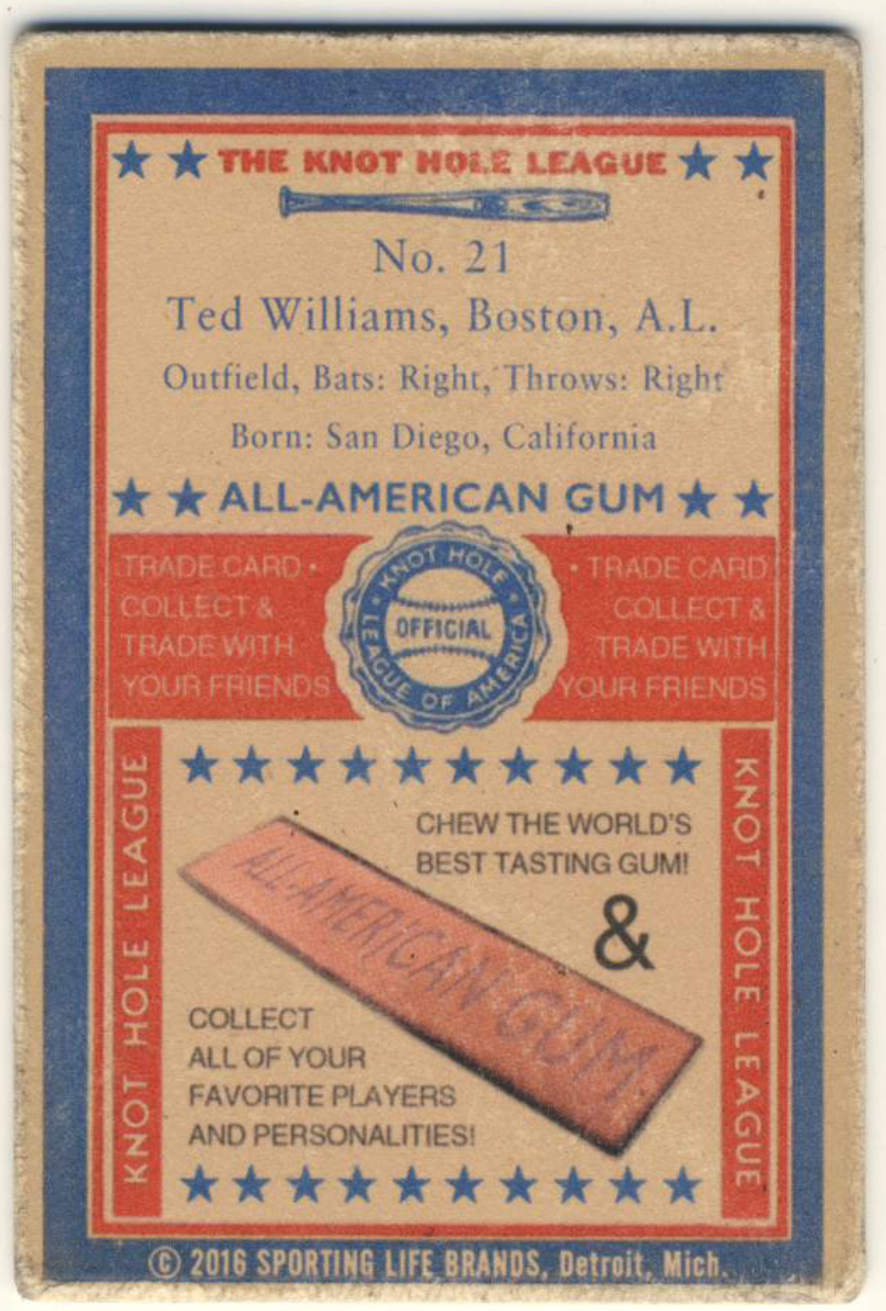 THE KNOT HOLE LEAGUE
No. 21
Ted Williams, Boston, A.L.
Outfield, Bats: Right, Throws: Right
Born: San Diego, California
ALL-AMERICAN GUM
TRADE CARD •
COLLECT &
TRADE WITH
YOUR FRIENDS
KNOT HOLE
OFFICIAL
LEAGUE OF AMERICA
• TRADE CARD
COLLECT &
TRADE WITH
YOUR FRIENDS
KNOT HOLE LEAGUE
CHEW THE WORLD'S
BEST TASTING GUM!
&
ALL-AMERICAN GUM
COLLECT
ALL OF YOUR
FAVORITE PLAYERS
AND PERSONALITIES!
KNOT HOLE LEAGUE
© 2016 SPORTING LIFE BRANDS, Detroit, Mich.